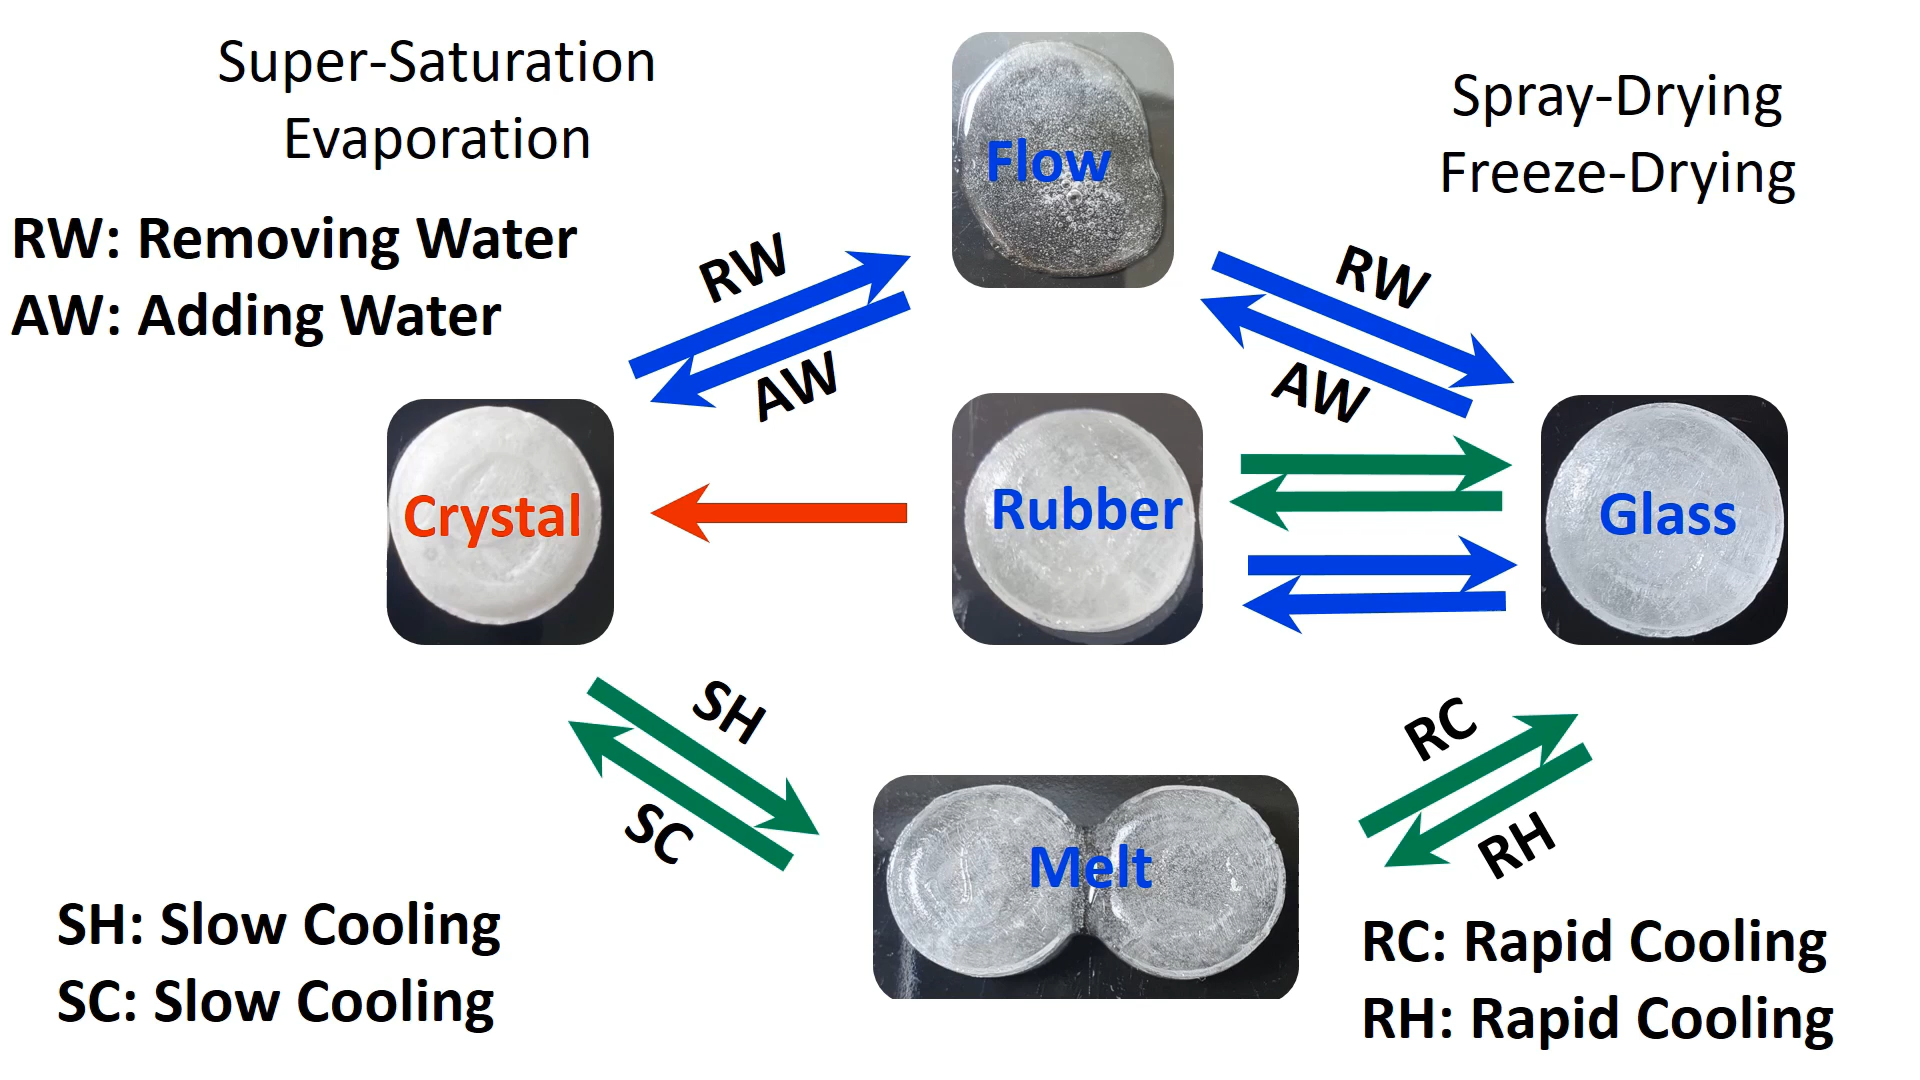 Super-Saturation
Evaporation
Spray-Drying
Freeze-Drying
RW: Removing Water
AW: Adding Water
Flow
RW
AW
RW
AW
Crystal
Rubber
Glass
SH
SC
RC
RH
Melt
SH: Slow Cooling
SC: Slow Cooling
RC: Rapid Cooling
RH: Rapid Cooling